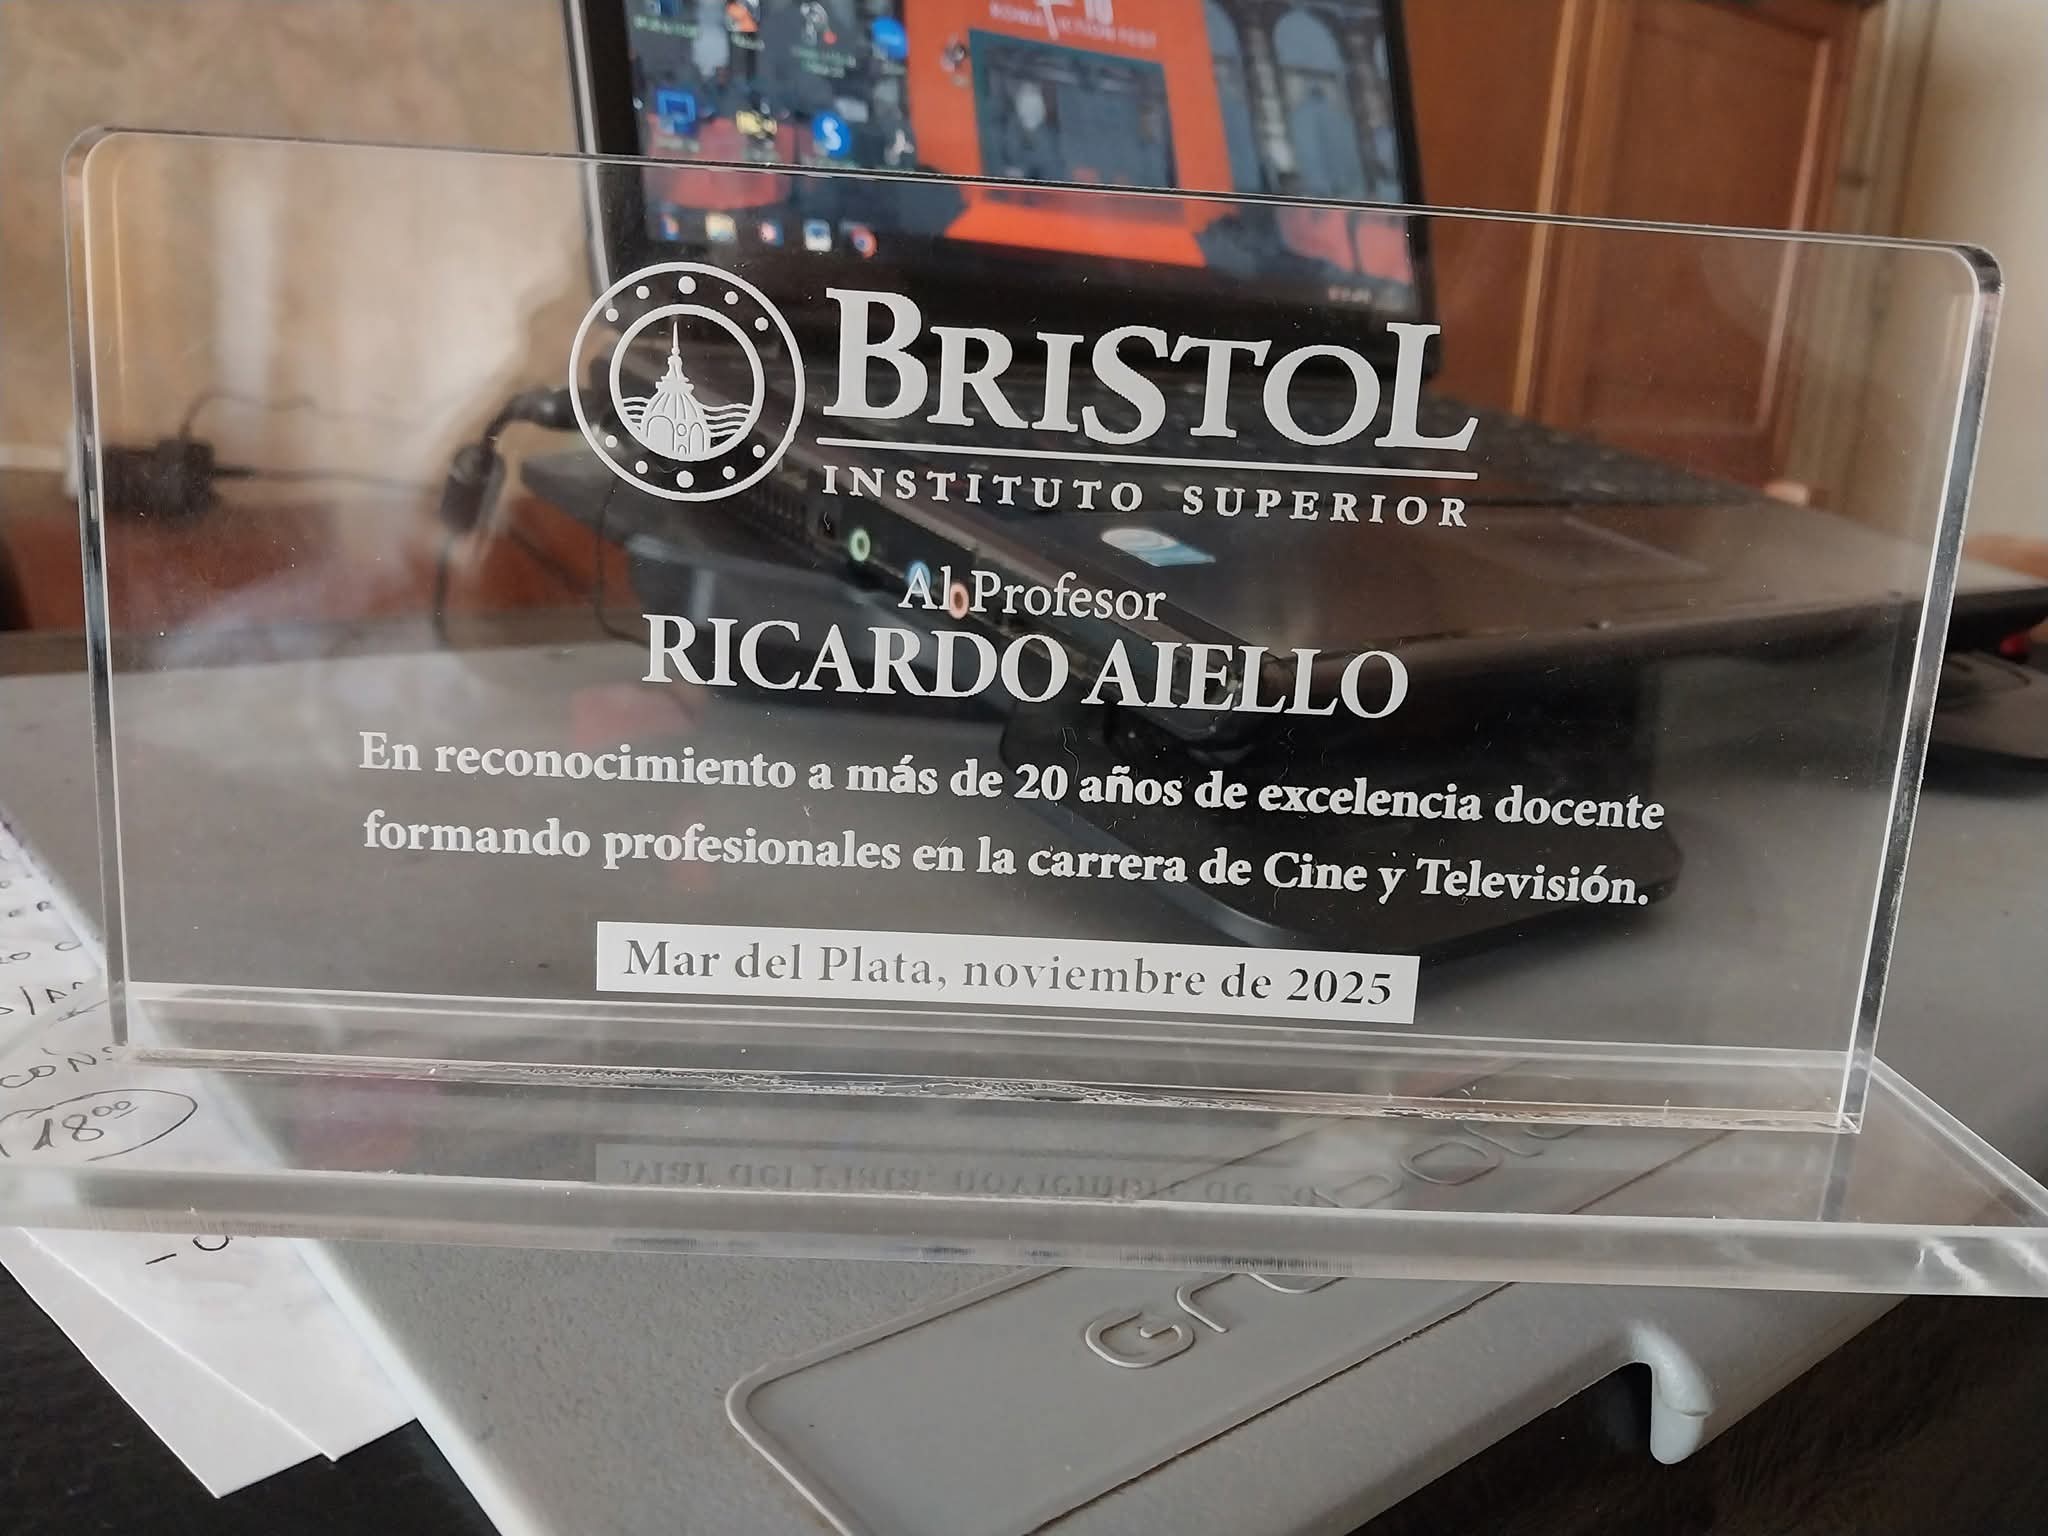 BRISTOL
INSTITUTO SUPERIOR
Al Profesor
RICARDO AIELLO
En reconocimiento a más de 20 años de excelencia docente
formando profesionales en la carrera de Cine y Televisión.
Mar del Plata, noviembre de 2025
18⁰⁰